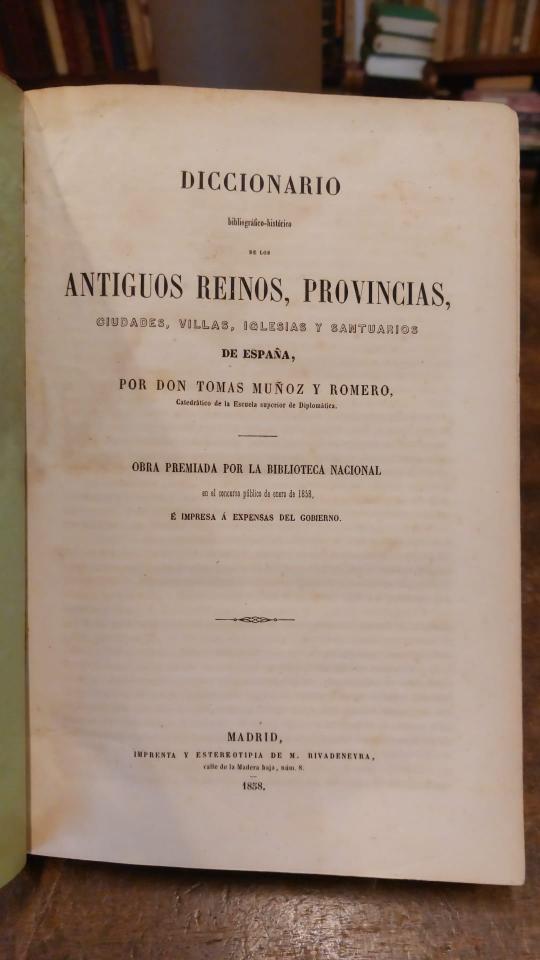 DICCIONARIO
bibliográfico-histórico
DE LOS
ANTIGUOS REINOS, PROVINCIAS,
CIUDADES, VILLAS, IGLESIAS Y SANTUARIOS
DE ESPAÑA,
POR DON TOMAS MUÑOZ Y ROMERO,
Catedrático de la Escuela superior de Diplomática.
OBRA PREMIADA POR LA BIBLIOTECA NACIONAL
en el concurso público de enero de 1858,
É IMPRESA Á EXPENSAS DEL GOBIERNO.
MADRID,
IMPRENTA Y ESTEREOTIPIA DE M. RIVADENEYRA,
calle de la Madera baja, núm. 8.
1858.